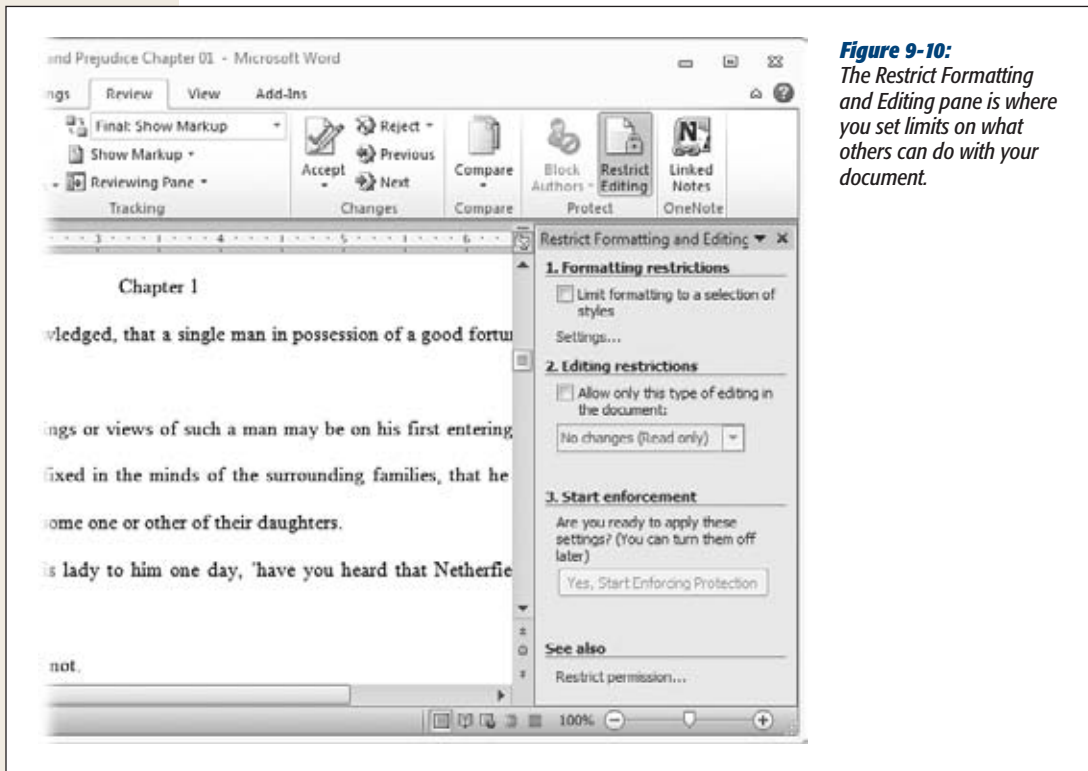 and Prejudice Chapter 01 - Microsoft Word
ngs Review View Add-Ins
Final: Show Markup
Show Markup
Reviewing Pane
Tracking
Accept
Reject
Previous
Next
Changes
Compare
Compare
Block Authors
Restrict Editing
Protect
Linked Notes
OneNote
3 4 5 6
Chapter 1
wledged, that a single man in possession of a good fortun
ings or views of such a man may be on his first entering
fixed in the minds of the surrounding families, that he
ome one or other of their daughters.
is lady to him one day, 'have you heard that Netherfie
not.
Restrict Formatting and Editing
1. Formatting restrictions
Limit formatting to a selection of
styles
Settings...
2. Editing restrictions
Allow only this type of editing in
the document:
No changes (Read only)
3. Start enforcement
Are you ready to apply these
settings? (You can turn them off
later)
Yes, Start Enforcing Protection
See also
Restrict permission...
100%
Figure 9-10:
The Restrict Formatting
and Editing pane is where
you set limits on what
others can do with your
document.